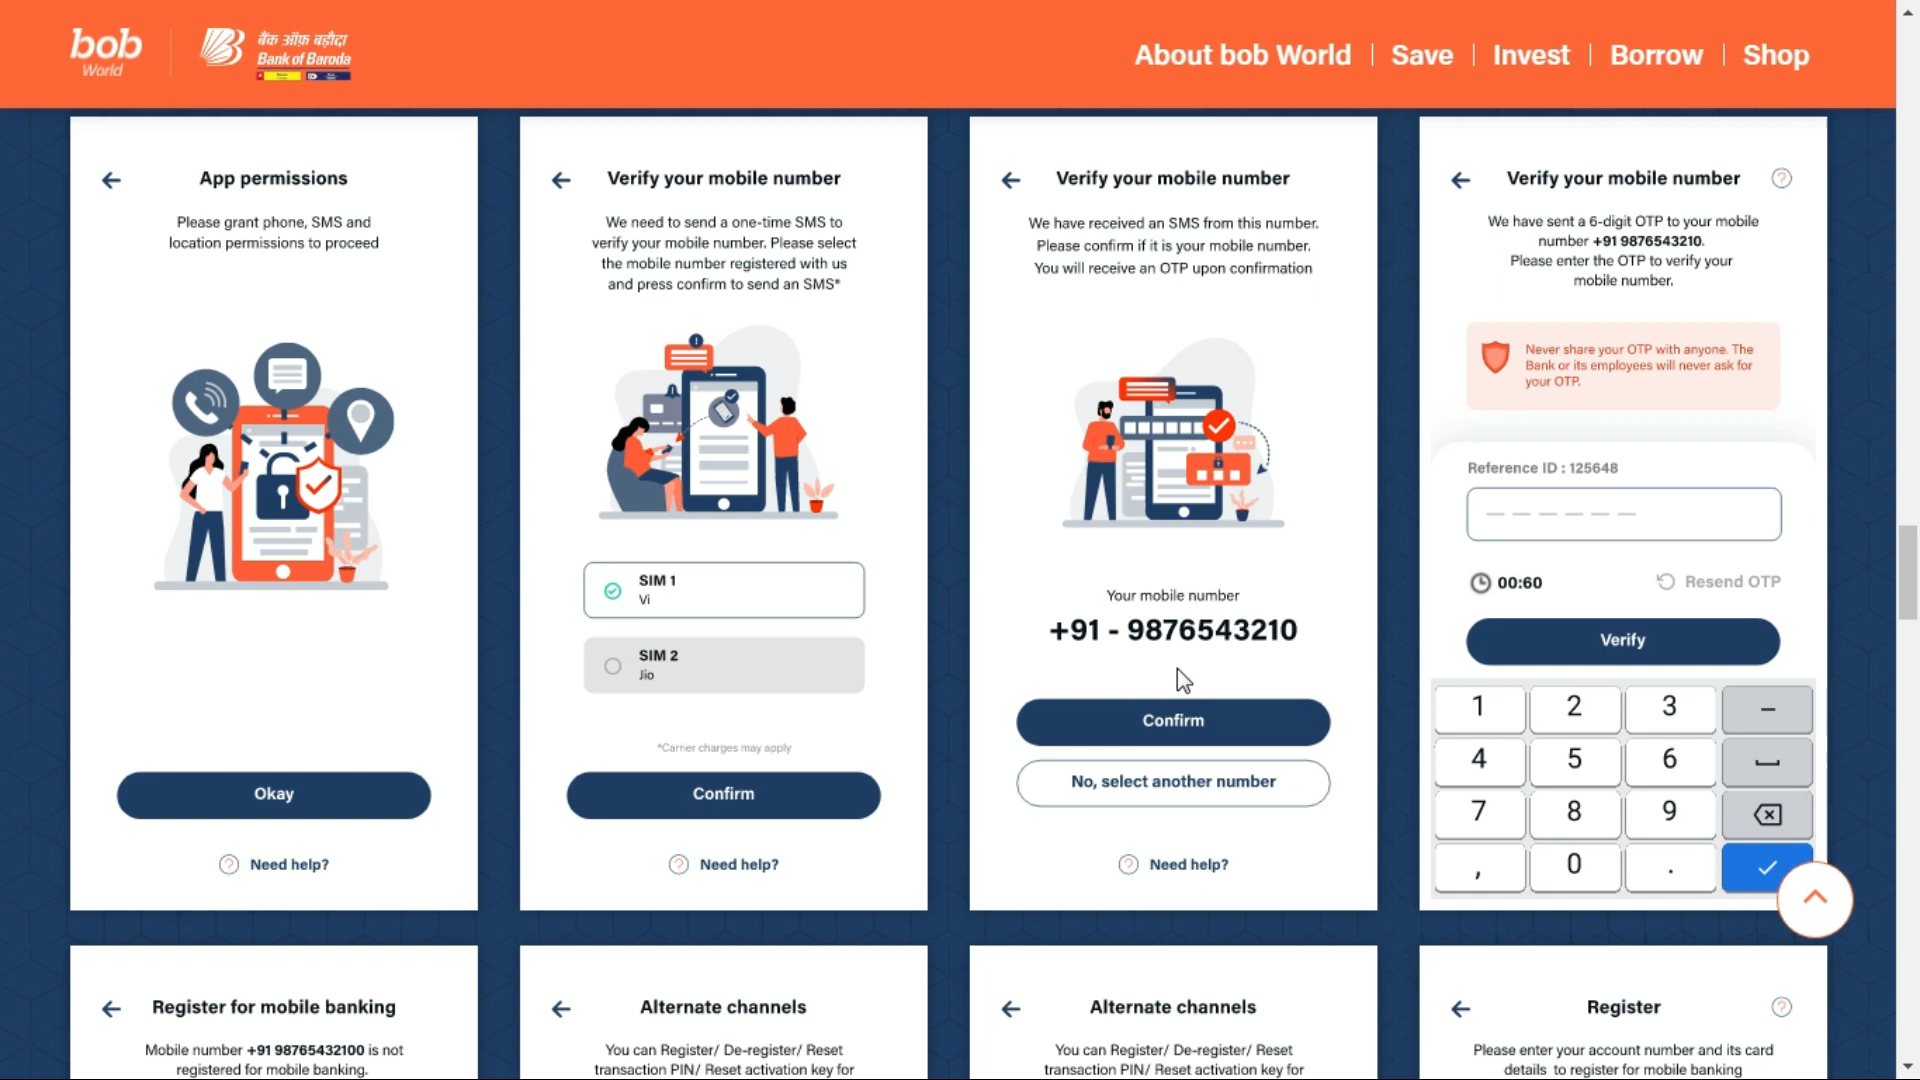 bob
World
बैंक ऑफ़ बड़ौदा
Bank of Baroda
About bob World
Save
Invest
Borrow
Shop
App permissions
Please grant phone, SMS and
location permissions to proceed
Okay
Need help?
Verify your mobile number
We need to send a one-time SMS to
verify your mobile number. Please select
the mobile number registered with us
and press confirm to send an SMS*
SIM 1
Vi
SIM 2
Jio
*Carrier charges may apply
Confirm
Need help?
Verify your mobile number
We have received an SMS from this number.
Please confirm if it is your mobile number.
You will receive an OTP upon confirmation
Your mobile number
+91 - 9876543210
Confirm
No, select another number
Need help?
Verify your mobile number
We have sent a 6-digit OTP to your mobile
number +91 9876543210.
Please enter the OTP to verify your
mobile number.
Never share your OTP with anyone. The
Bank or its employees will never ask for
your OTP.
Reference ID : 125648
00:60
Resend OTP
Verify
1 2 3 –
4 5 6
7 8 9
, 0 .
Register for mobile banking
Mobile number +91 98765432100 is not
registered for mobile banking.
Alternate channels
You can Register/ De-register/ Reset
transaction PIN/ Reset activation key for
Alternate channels
You can Register/ De-register/ Reset
transaction PIN/ Reset activation key for
Register
Please enter your account number and its card
details to register for mobile banking